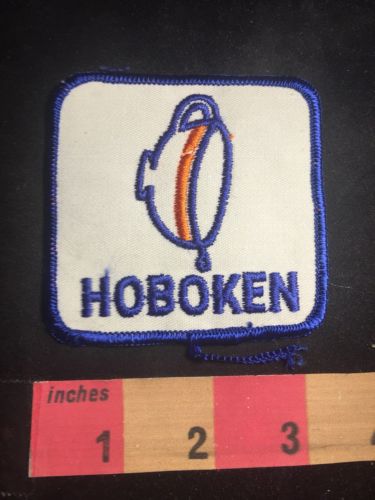 HOBOKEN
inches
1 2 3